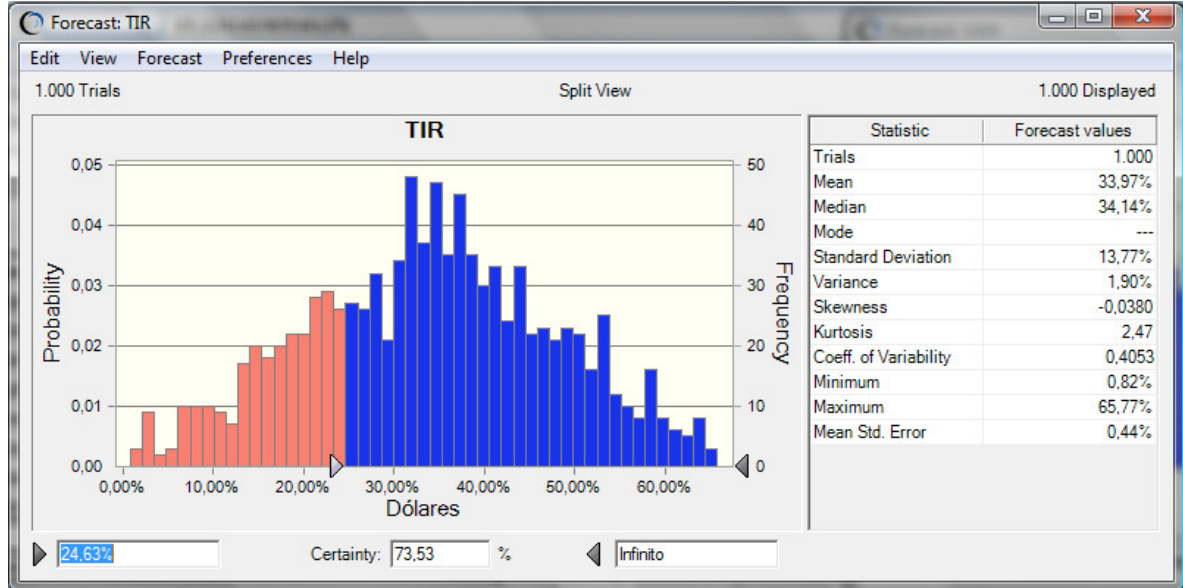 Forecast: TIR
Edit View Forecast Preferences Help
1.000 Trials Split View 1.000 Displayed
TIR
Probability
0,05
0,04
0,03
0,02
0,01
0,00
50
40
30
20
10
0
Frequency
0,00% 10,00% 20,00% 30,00% 40,00% 50,00% 60,00%
Dólares
Statistic Forecast values
Trials 1.000
Mean 33,97%
Median 34,14%
Mode ---
Standard Deviation 13,77%
Variance 1,90%
Skewness -0,0380
Kurtosis 2,47
Coeff. of Variability 0,4053
Minimum 0,82%
Maximum 65,77%
Mean Std. Error 0,44%
24,63% Certainty: 73,53 % Infinito